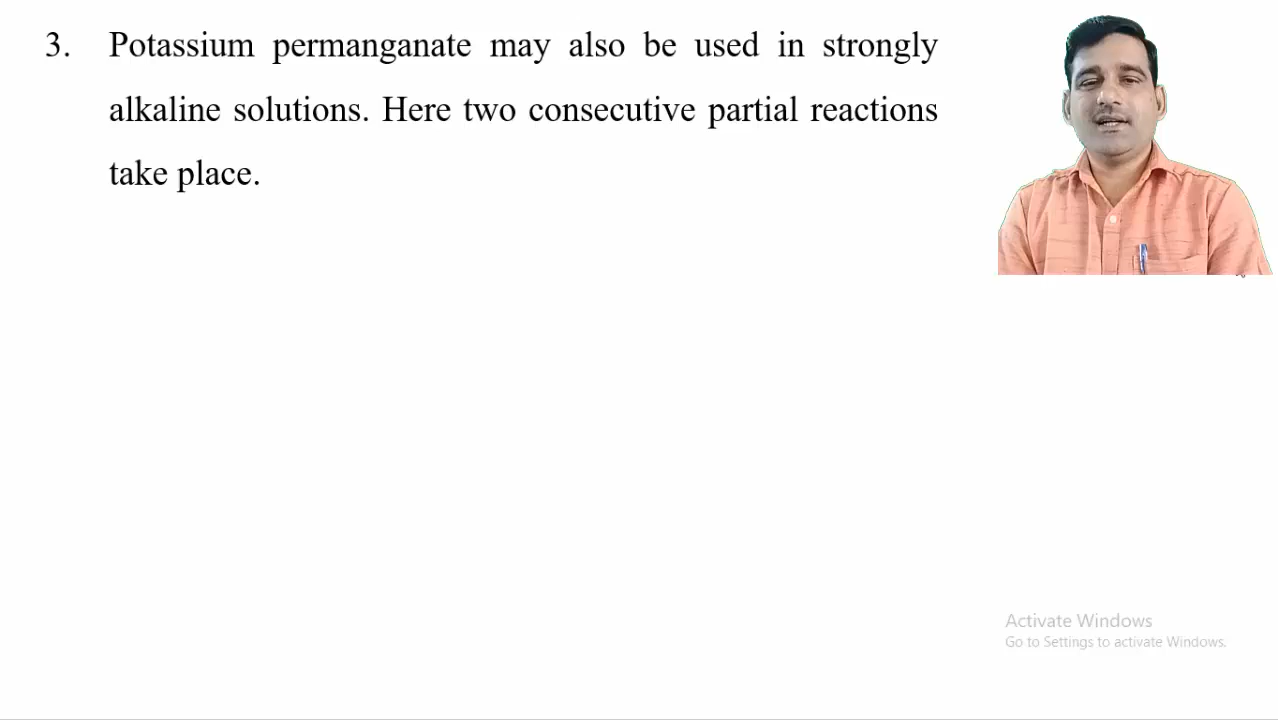 3. Potassium permanganate may also be used in strongly
alkaline solutions. Here two consecutive partial reactions
take place.
Activate Windows
Go to Settings to activate Windows.